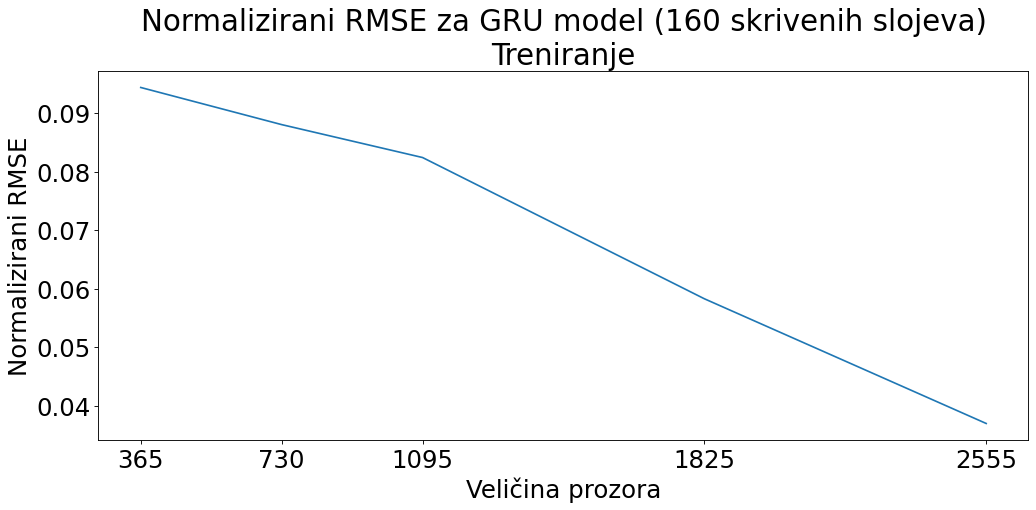 Normalizirani RMSE za GRU model (160 skrivenih slojeva)
Treniranje
Normalizirani RMSE
0.09
0.08
0.07
0.06
0.05
0.04
365 730 1095 1825 2555
Veličina prozora